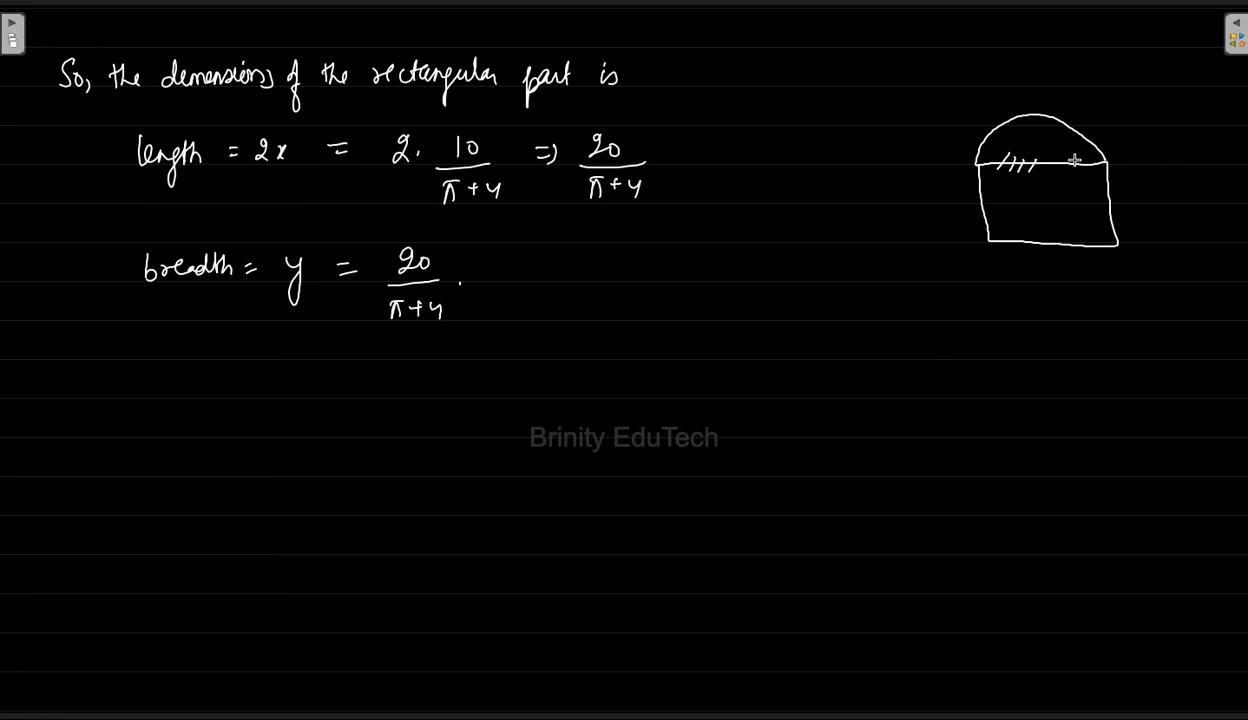 So, the demensions of the rectangular part is
length = 2x = 2. 10/(π+4) => 20/(π+4)
breadth = y = 20/(π+4).
Brinity EduTech